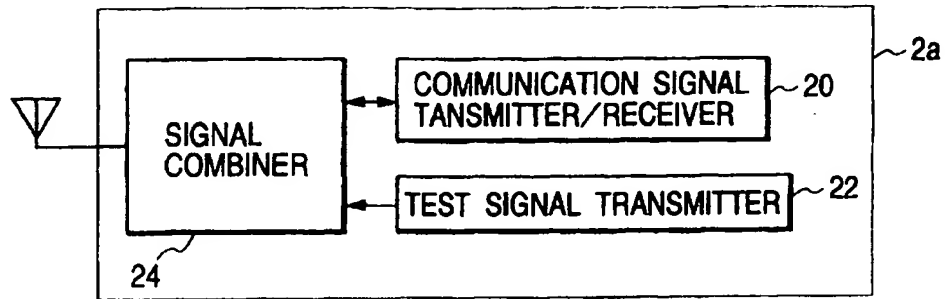 2a
COMMUNICATION SIGNAL
TANSMITTER/RECEIVER
20
SIGNAL
COMBINER
TEST SIGNAL TRANSMITTER
22
24